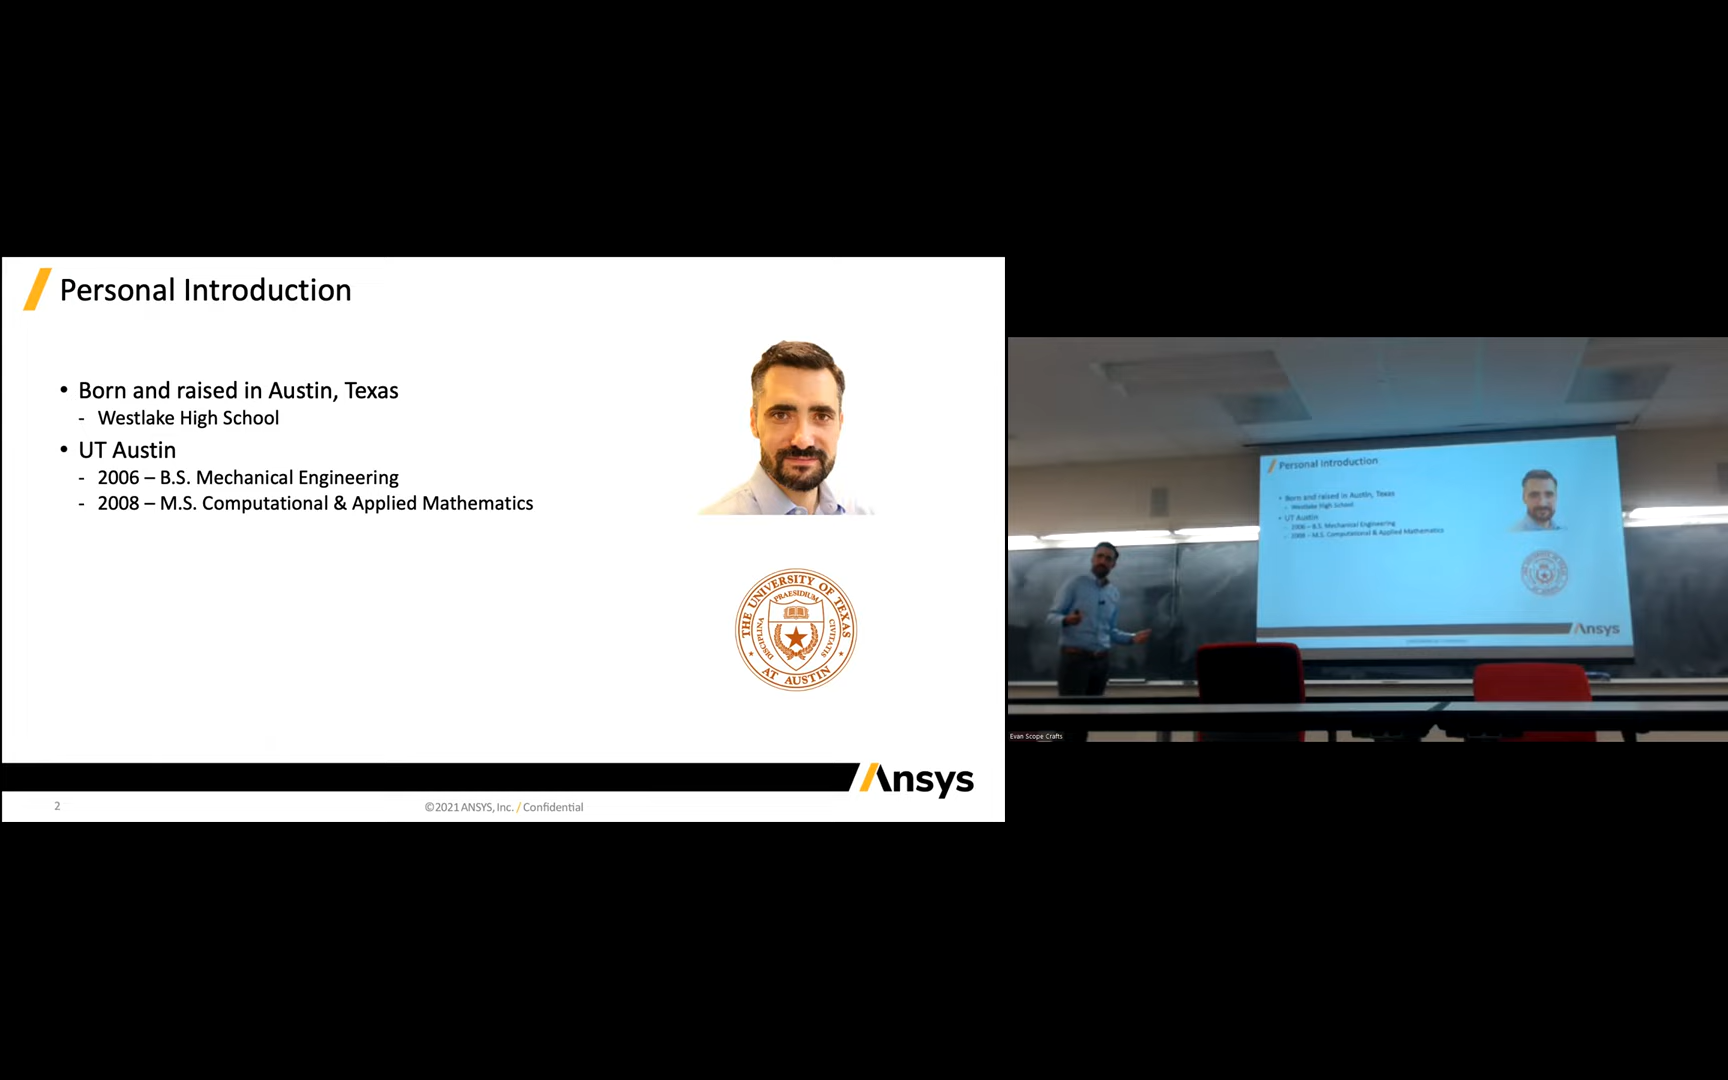 Personal Introduction
• Born and raised in Austin, Texas
- Westlake High School
• UT Austin
- 2006 – B.S. Mechanical Engineering
- 2008 – M.S. Computational & Applied Mathematics
THE UNIVERSITY OF TEXAS
PRAESIDIUM
DISCIPLINA
CIVITATIS
AT AUSTIN
Ansys
2
©2021 ANSYS, Inc. / Confidential
Personal Introduction
• Born and raised in Austin, Texas
- Westlake High School
• UT Austin
- 2006 – B.S. Mechanical Engineering
- 2008 – M.S. Computational & Applied Mathematics
Ansys
Evan Scope Crafts